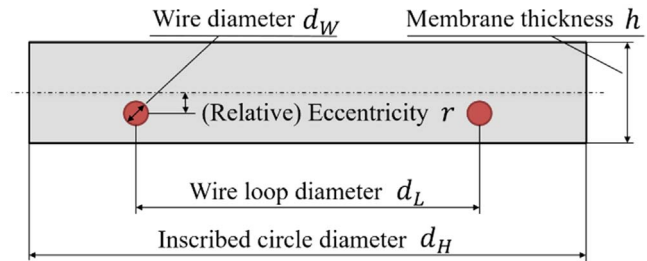 Wire diameter d_W
Membrane thickness h
(Relative) Eccentricity r
Wire loop diameter d_L
Inscribed circle diameter d_H